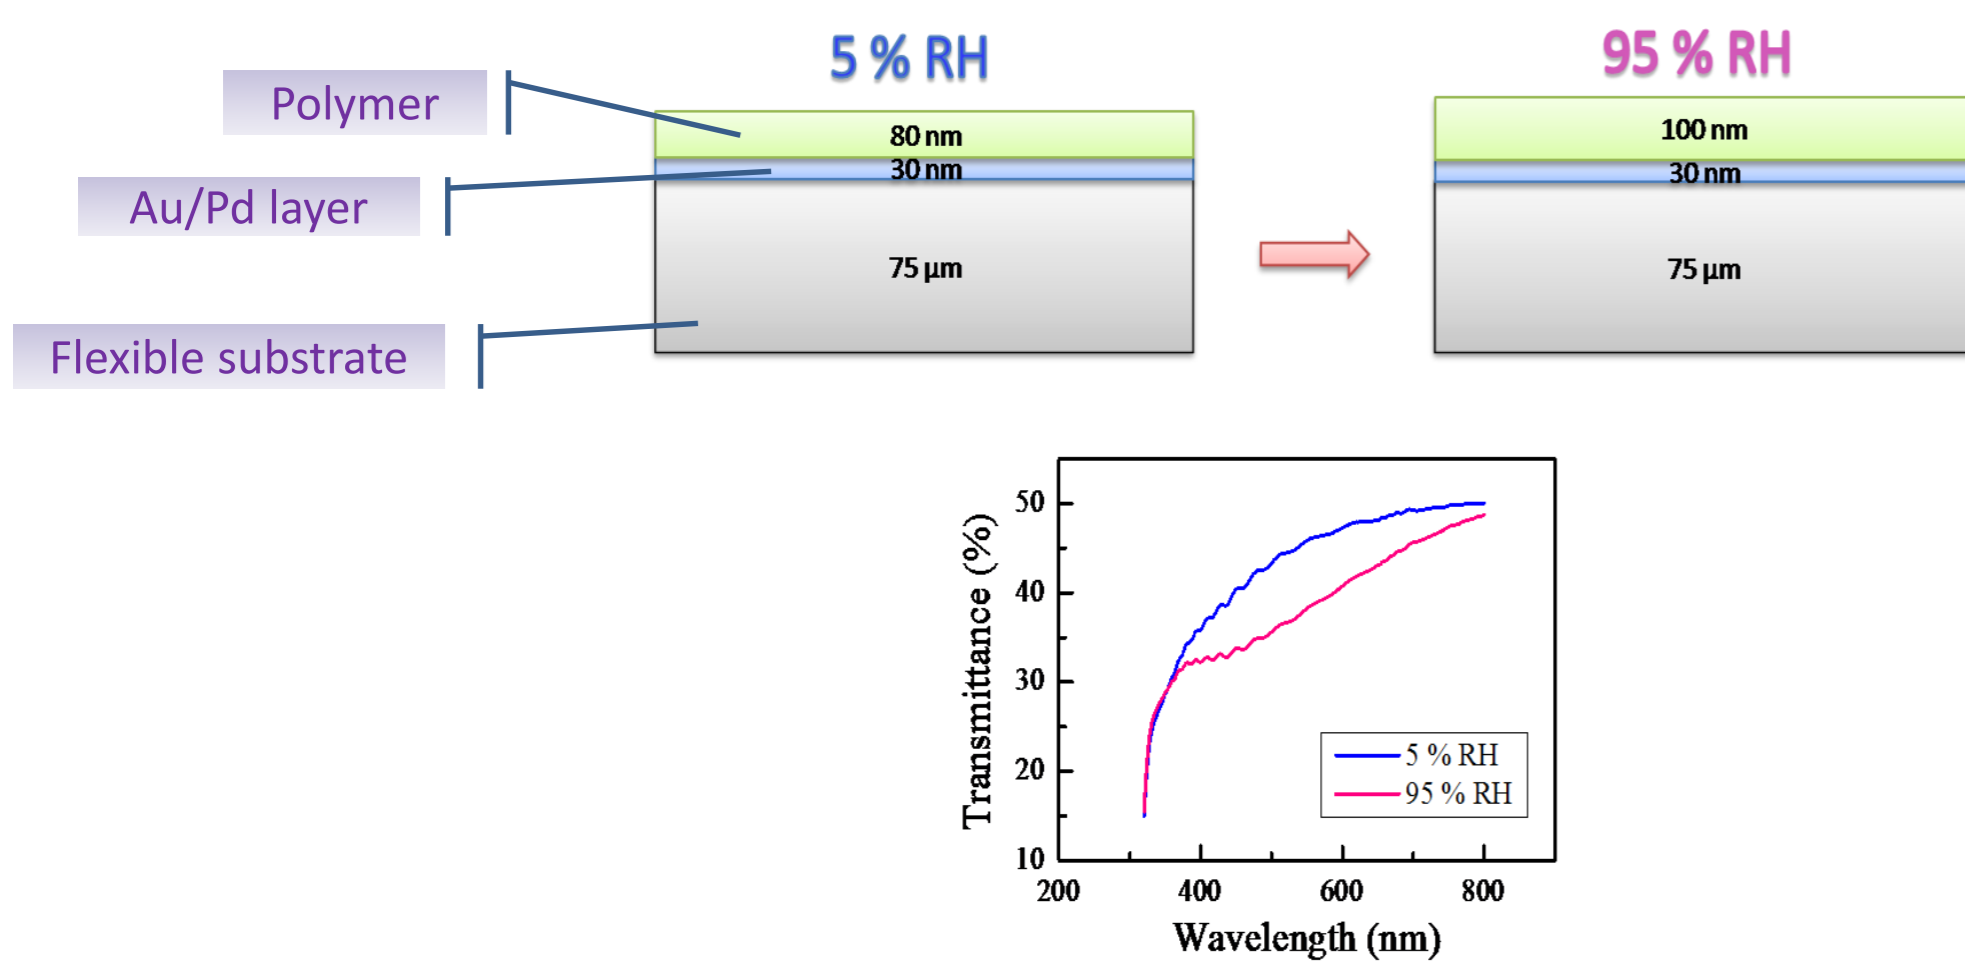 5 % RH
95 % RH
Polymer
80 nm
100 nm
30 nm
30 nm
Au/Pd layer
75 μm
75 μm
Flexible substrate
50
40
30
20
10
Transmittance (%)
5 % RH
95 % RH
200
400
600
800
Wavelength (nm)